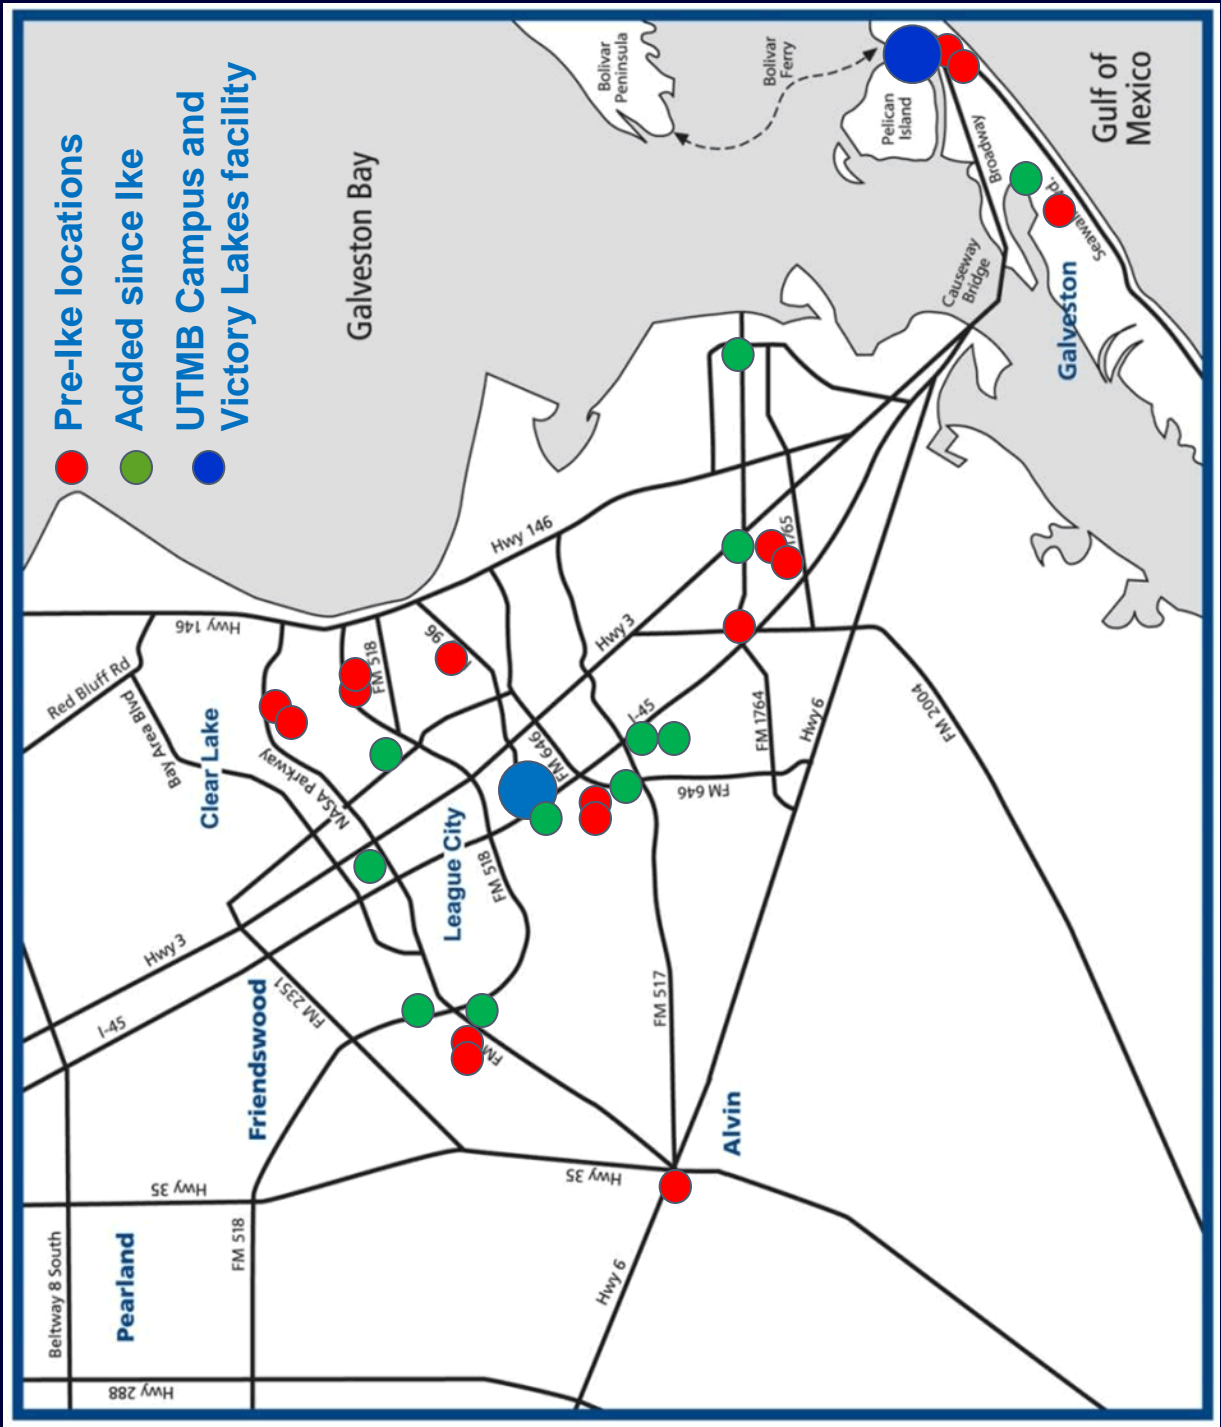 Pre-Ike locations
Added since Ike
UTMB Campus and
Victory Lakes facility
Galveston Bay
Bolivar
Peninsula
Bolivar
Ferry
Pelican
Island
Gulf of
Mexico
Broadway
Causeway
Bridge
Galveston
Hwy 146
Hwy 146
Red Bluff Rd
Bay Area Blvd
Clear Lake
NASA Parkway
FM 518
96
Hwy 3
I-45
FM 646
FM 646
FM 1764
Hwy 6
FM 2004
League City
FM 518
FM 517
Hwy 3
I-45
FM 2351
Friendswood
FM
Alvin
Hwy 35
Hwy 35
FM 518
Pearland
Beltway 8 South
Hwy 288
Hwy 6